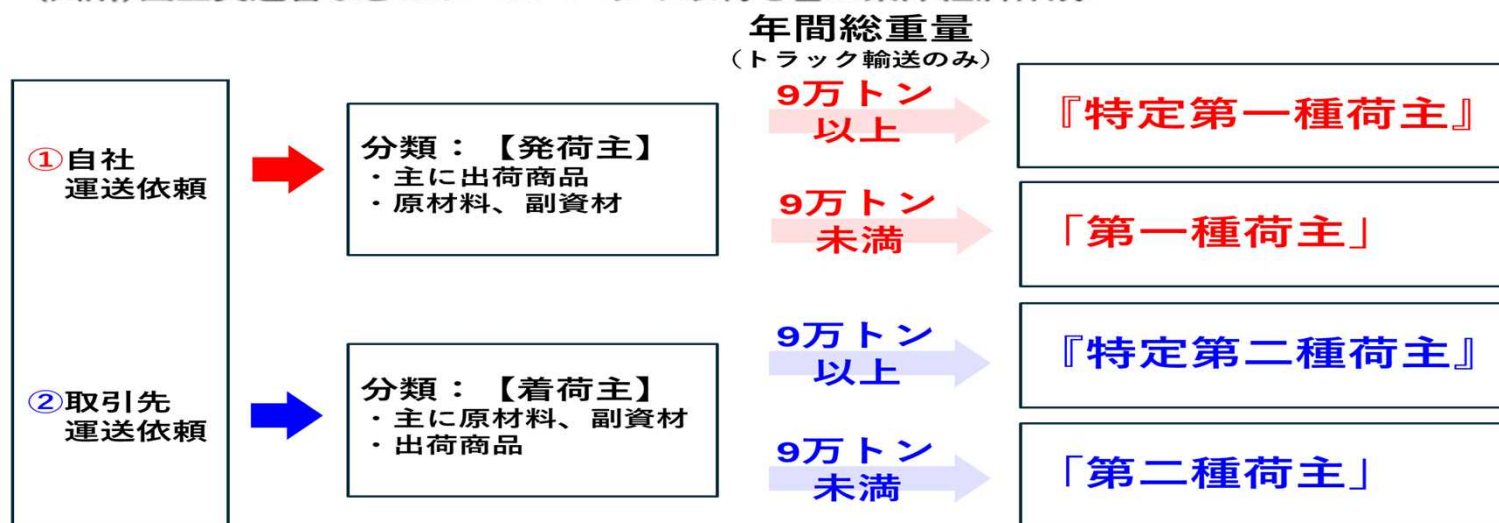 年間総重量
（トラック輸送のみ）
①自社
運送依頼
分類：【発荷主】
・主に出荷商品
・原材料、副資材
9万トン
以上
『特定第一種荷主』
9万トン
未満
「第一種荷主」
②取引先
運送依頼
分類：【着荷主】
・主に原材料、副資材
・出荷商品
9万トン
以上
『特定第二種荷主』
9万トン
未満
「第二種荷主」